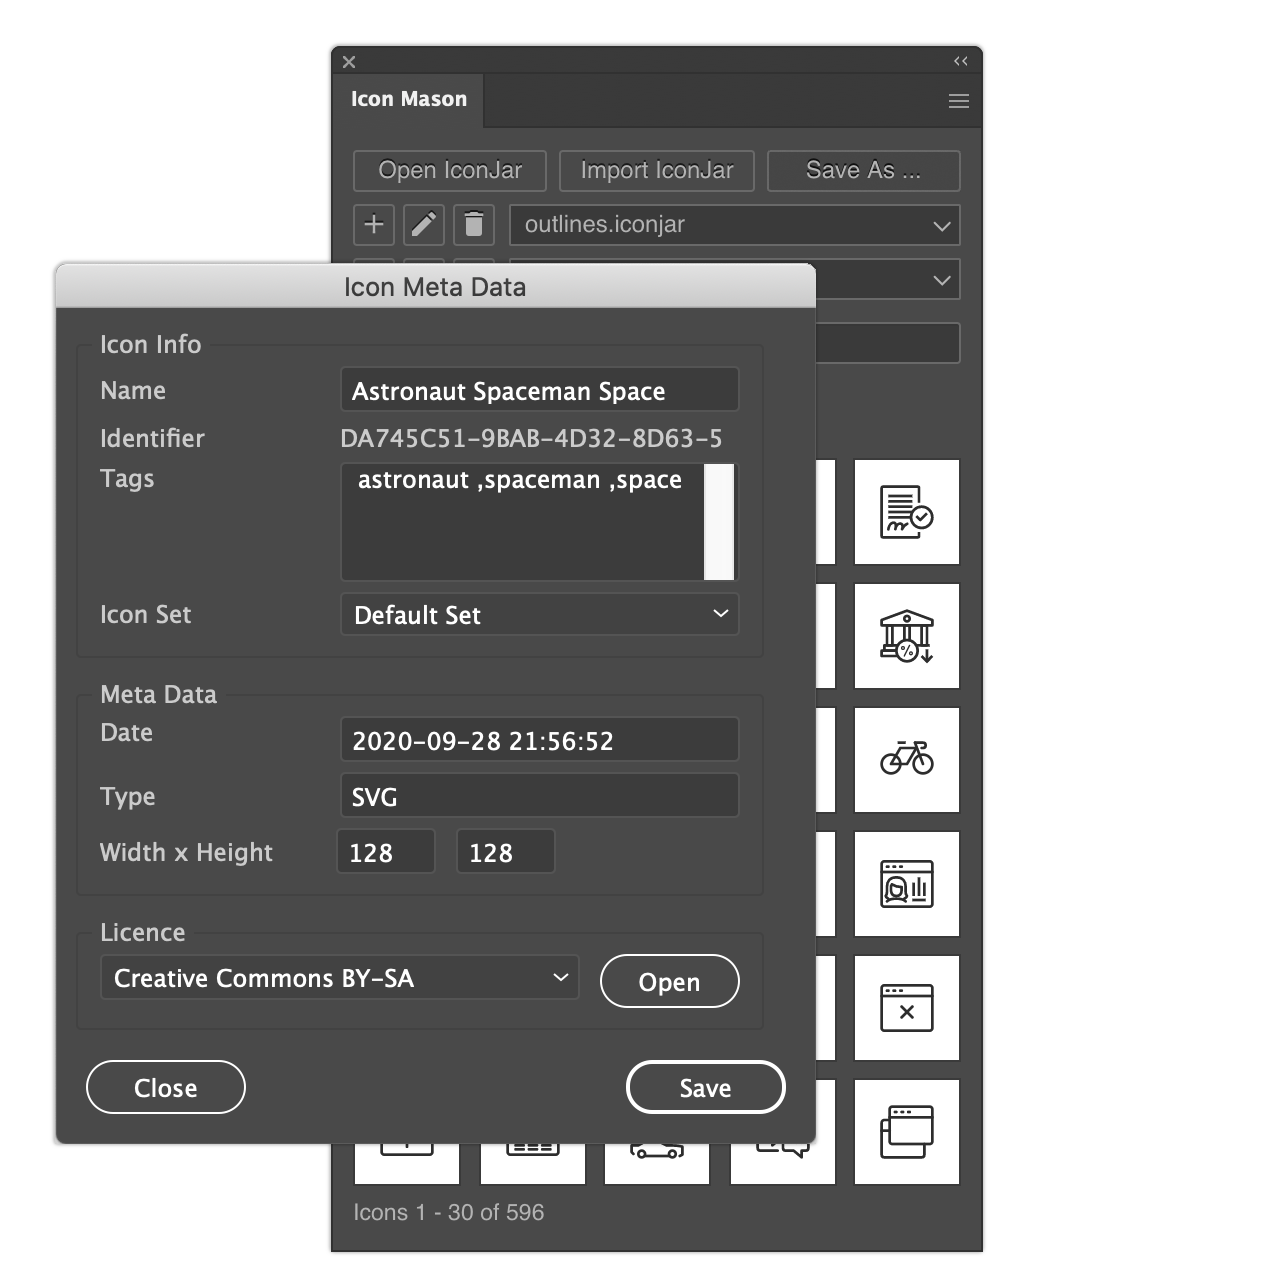 Icon Mason
Open IconJar
Import IconJar
Save As ...
outlines.iconjar
Icon Meta Data
Icon Info
Name
Astronaut Spaceman Space
Identifier
DA745C51-9BAB-4D32-8D63-5
Tags
astronaut ,spaceman ,space
Icon Set
Default Set
Meta Data
Date
2020-09-28 21:56:52
Type
SVG
Width x Height
128
128
Licence
Creative Commons BY-SA
Open
Close
Save
Icons 1 - 30 of 596